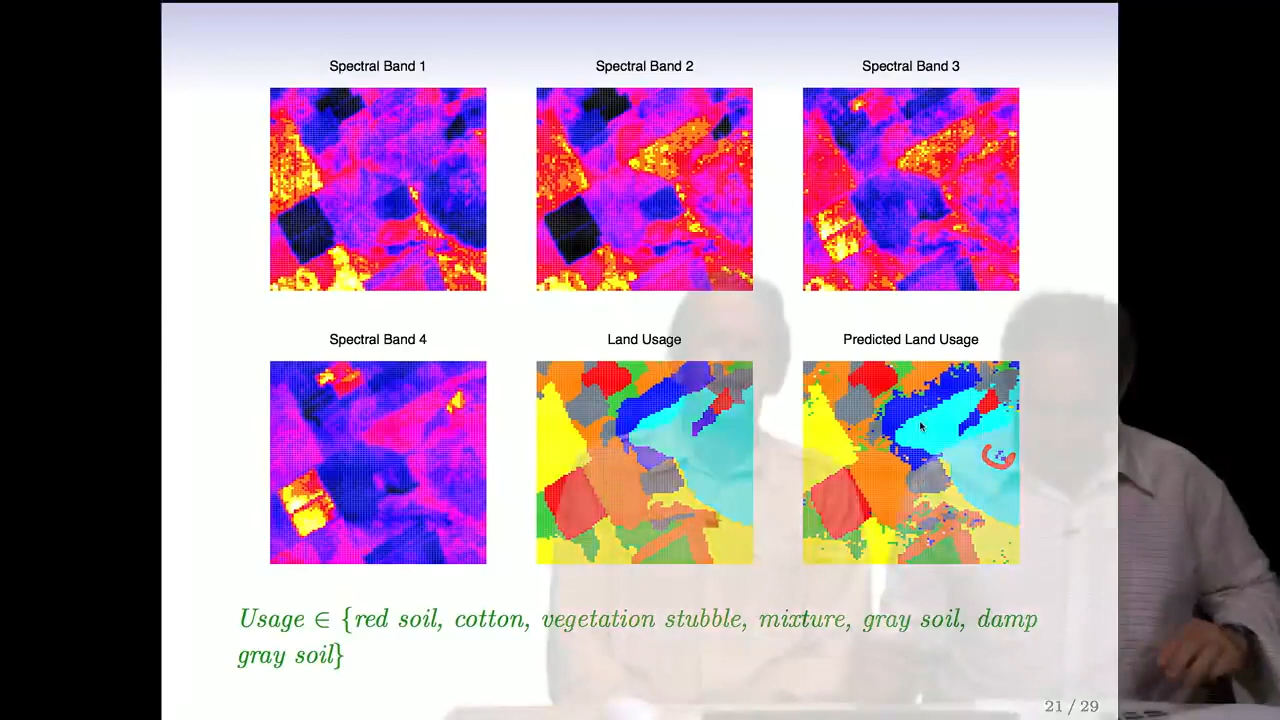 Spectral Band 1
Spectral Band 2
Spectral Band 3
Spectral Band 4
Land Usage
Predicted Land Usage
Usage ∈ {red soil, cotton, vegetation stubble, mixture, gray soil, damp
gray soil}
21 / 29